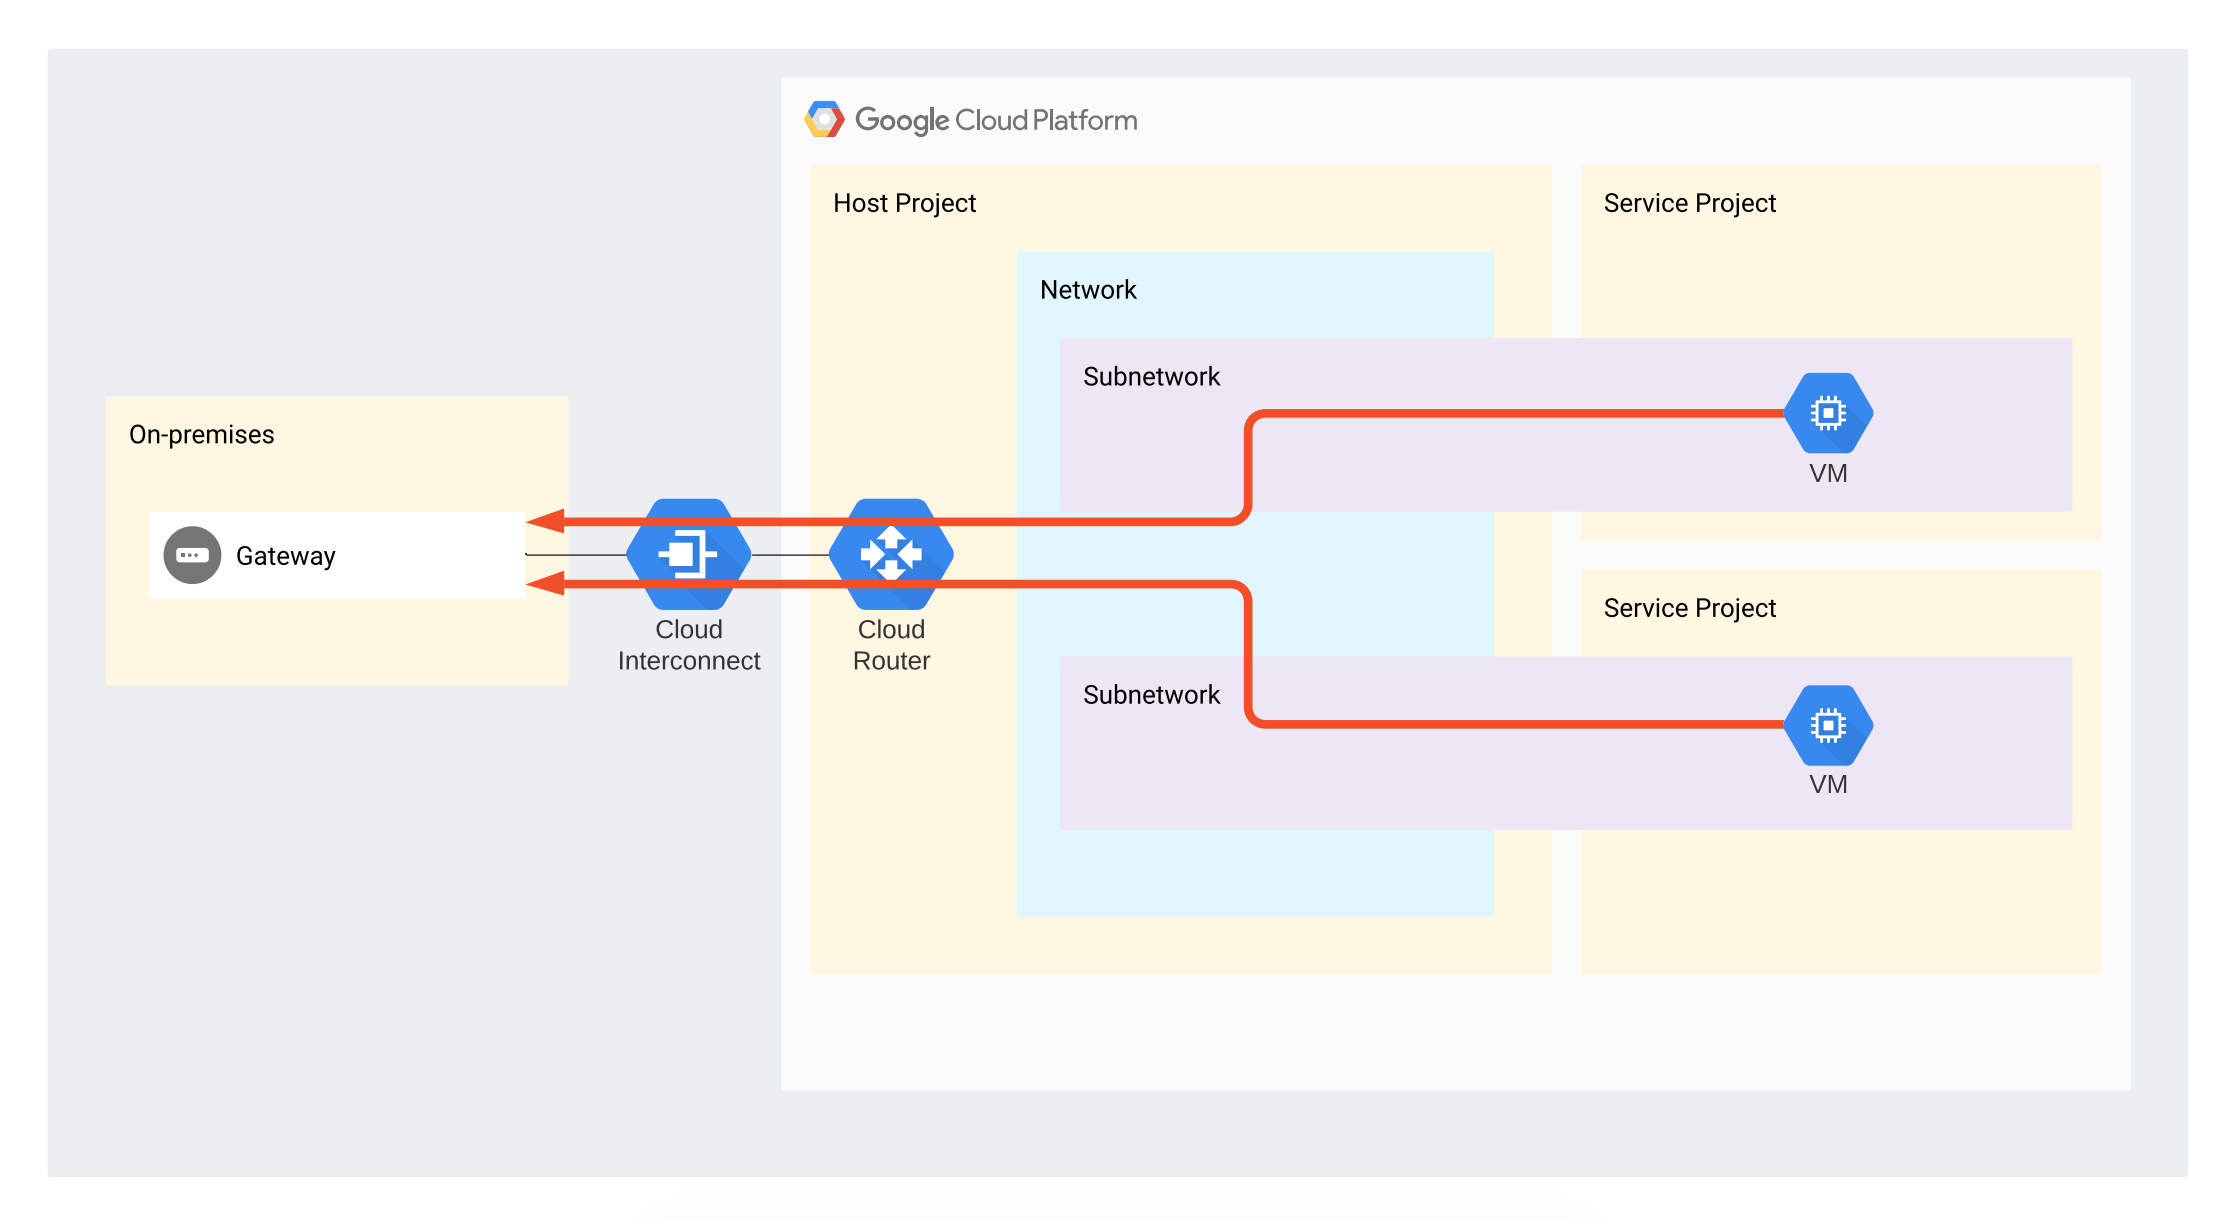 Google Cloud Platform
Host Project
Service Project
Network
Subnetwork
VM
On-premises
Gateway
Cloud
Interconnect
Cloud
Router
Service Project
Subnetwork
VM